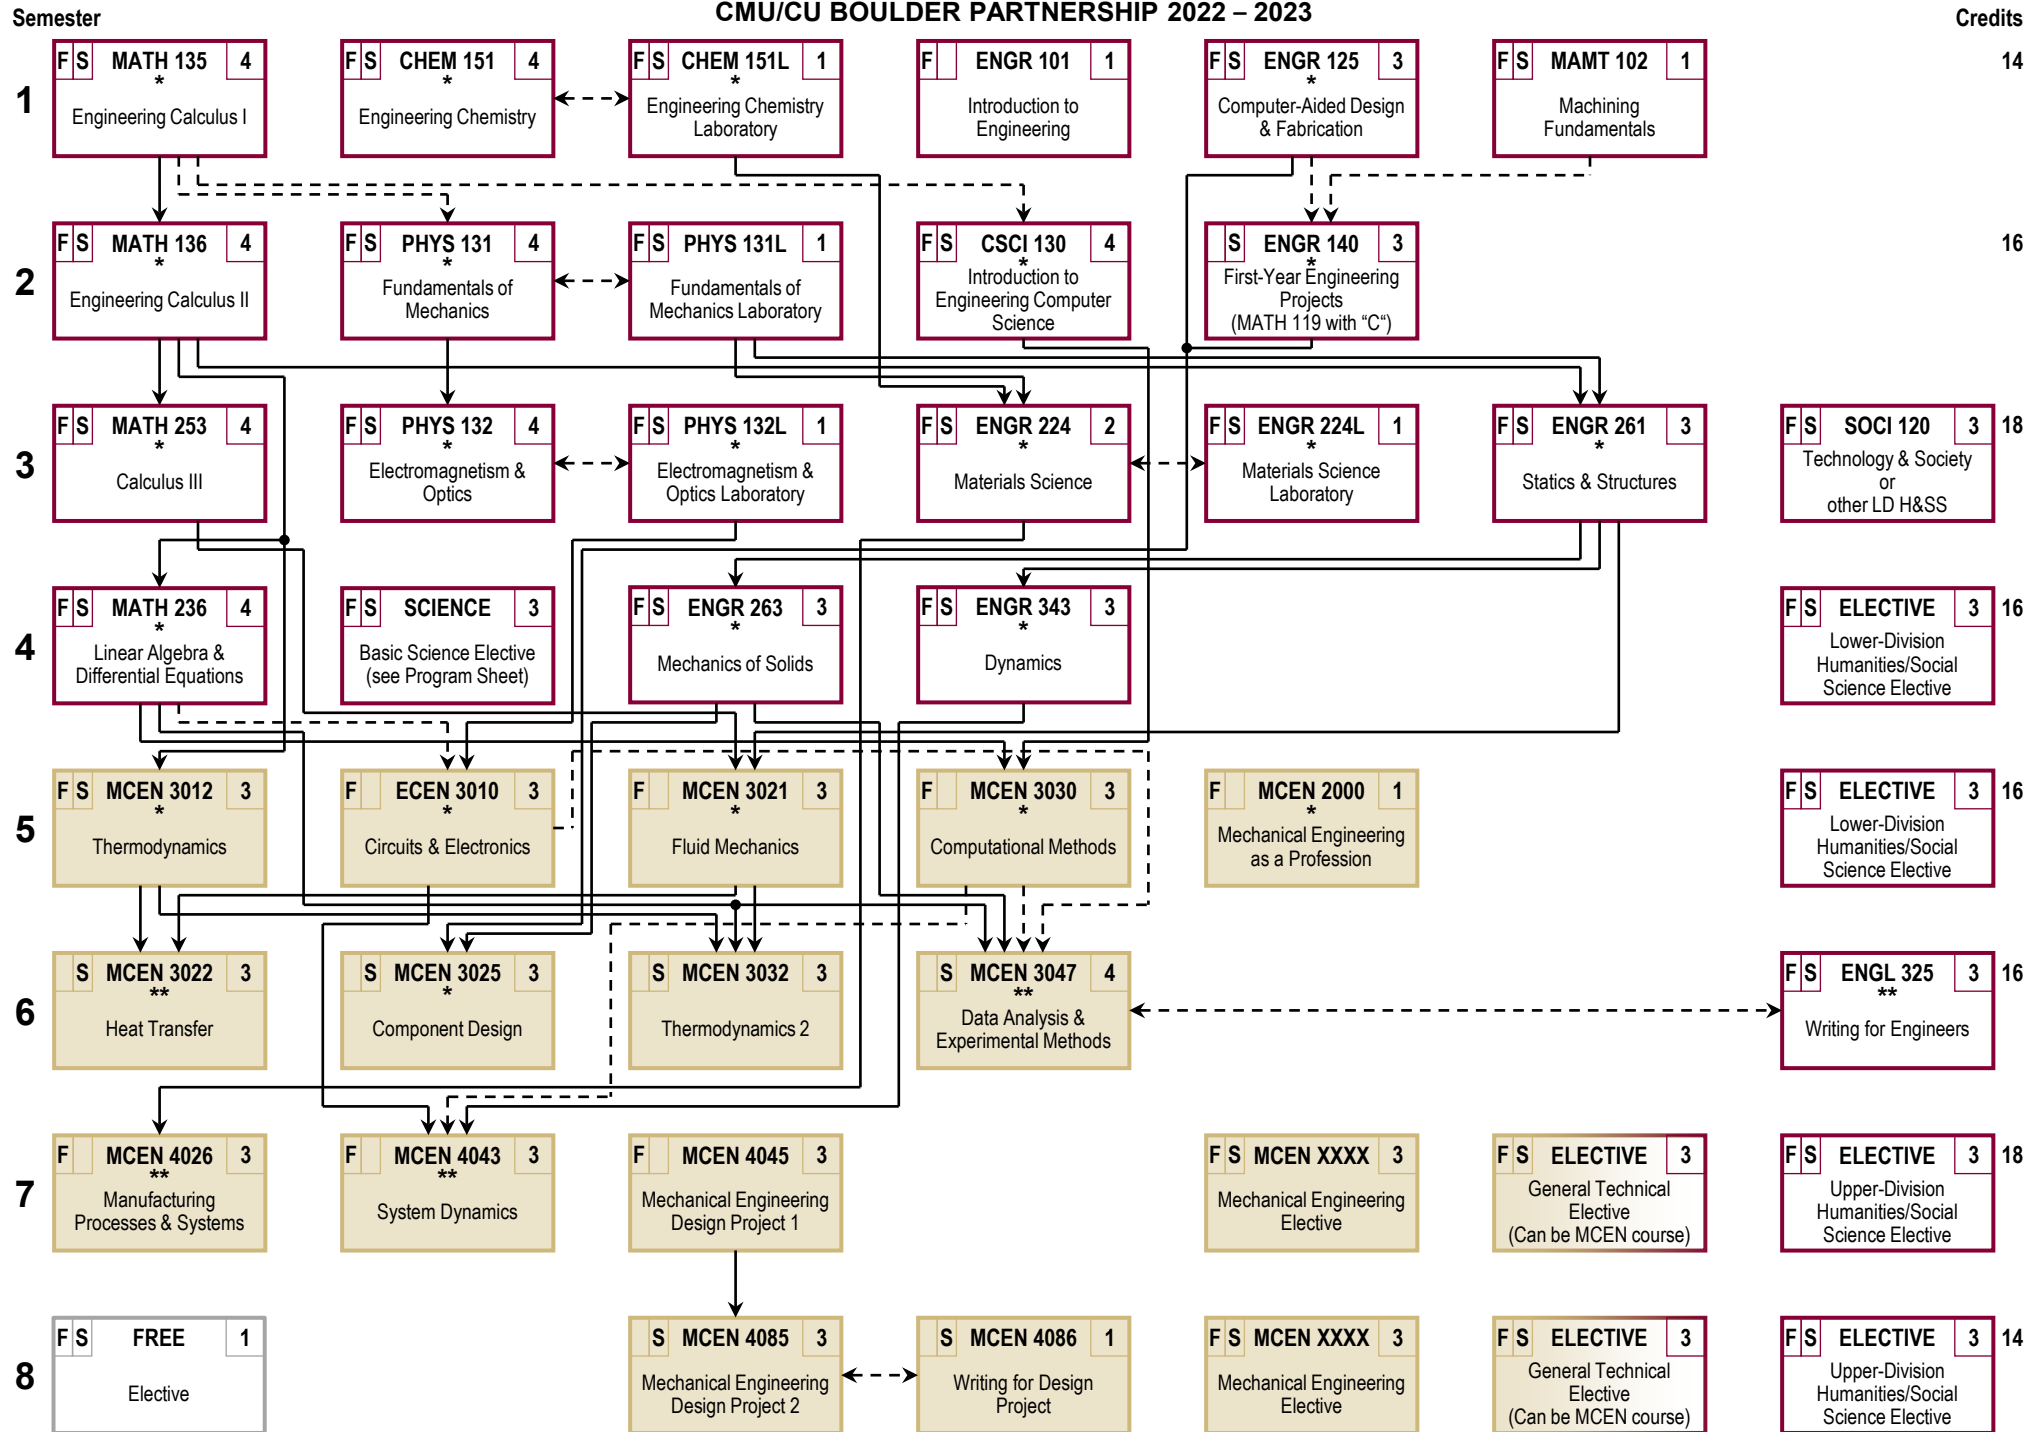 CMU/CU BOULDER PARTNERSHIP 2022 – 2023
Semester
Credits
1
F S MATH 135 4
*
Engineering Calculus I
F S CHEM 151 4
*
Engineering Chemistry
F S CHEM 151L 1
*
Engineering Chemistry
Laboratory
F ENGR 101 1
Introduction to
Engineering
F S ENGR 125 3
*
Computer-Aided Design
& Fabrication
F S MAMT 102 1
Machining
Fundamentals
14
2
F S MATH 136 4
*
Engineering Calculus II
F S PHYS 131 4
*
Fundamentals of
Mechanics
F S PHYS 131L 1
Fundamentals of
Mechanics Laboratory
F S CSCI 130 4
*
Introduction to
Engineering Computer
Science
S ENGR 140 3
*
First-Year Engineering
Projects
(MATH 119 with “C“)
16
3
F S MATH 253 4
*
Calculus III
F S PHYS 132 4
*
Electromagnetism &
Optics
F S PHYS 132L 1
*
Electromagnetism &
Optics Laboratory
F S ENGR 224 2
*
Materials Science
F S ENGR 224L 1
*
Materials Science
Laboratory
F S ENGR 261 3
*
Statics & Structures
F S SOCI 120 3
Technology & Society
or
other LD H&SS
18
4
F S MATH 236 4
*
Linear Algebra &
Differential Equations
F S SCIENCE 3
Basic Science Elective
(see Program Sheet)
F S ENGR 263 3
*
Mechanics of Solids
F S ENGR 343 3
*
Dynamics
F S ELECTIVE 3
Lower-Division
Humanities/Social
Science Elective
16
5
F S MCEN 3012 3
*
Thermodynamics
F ECEN 3010 3
*
Circuits & Electronics
F MCEN 3021 3
*
Fluid Mechanics
F MCEN 3030 3
*
Computational Methods
F MCEN 2000 1
*
Mechanical Engineering
as a Profession
F S ELECTIVE 3
Lower-Division
Humanities/Social
Science Elective
16
6
S MCEN 3022 3
**
Heat Transfer
S MCEN 3025 3
*
Component Design
S MCEN 3032 3
Thermodynamics 2
S MCEN 3047 4
**
Data Analysis &
Experimental Methods
F S ENGL 325 3
**
Writing for Engineers
16
7
F MCEN 4026 3
**
Manufacturing
Processes & Systems
F MCEN 4043 3
**
System Dynamics
F MCEN 4045 3
Mechanical Engineering
Design Project 1
F S MCEN XXXX 3
Mechanical Engineering
Elective
F S ELECTIVE 3
General Technical
Elective
(Can be MCEN course)
F S ELECTIVE 3
Upper-Division
Humanities/Social
Science Elective
18
8
F S FREE 1
Elective
S MCEN 4085 3
Mechanical Engineering
Design Project 2
S MCEN 4086 1
Writing for Design
Project
F S MCEN XXXX 3
Mechanical Engineering
Elective
F S ELECTIVE 3
General Technical
Elective
(Can be MCEN course)
F S ELECTIVE 3
Upper-Division
Humanities/Social
Science Elective
14